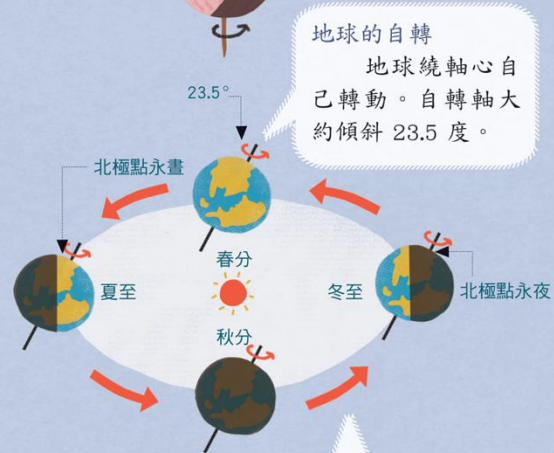 地球的自轉
地球繞軸心自
己轉動。自轉軸大
約傾斜 23.5 度。
23.5°
北極點永晝
春分
夏至
冬至
北極點永夜
秋分